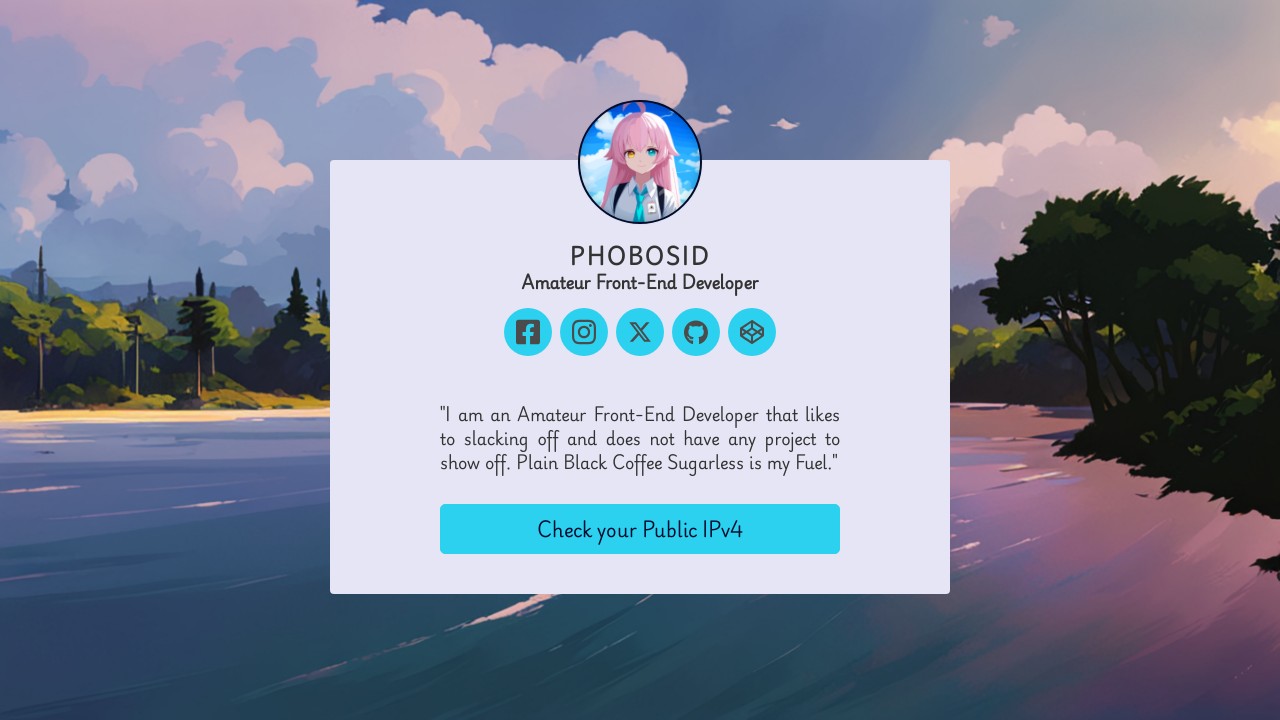 PHOBOSID
Amateur Front-End Developer
"I am an Amateur Front-End Developer that likes
to slacking off and does not have any project to
show off. Plain Black Coffee Sugarless is my Fuel."
Check your Public IPv4